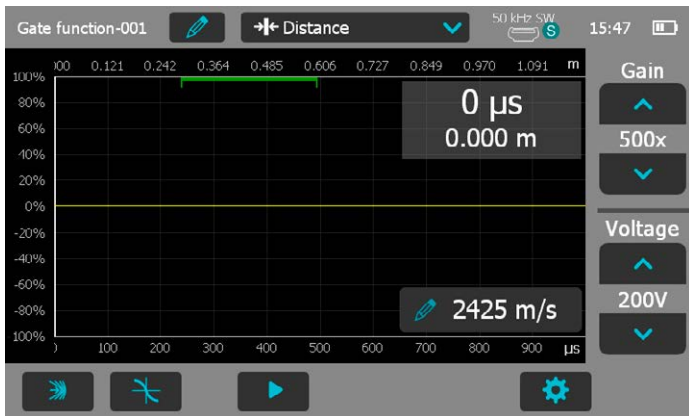 Gate function-001 Distance 50 kHz SW S 15:47
000 0.121 0.242 0.364 0.485 0.606 0.727 0.849 0.970 1.091 m
100%
80%
60%
40%
20%
0%
-20%
-40%
-60%
-80%
100%
0 µs
0.000 m
2425 m/s
100 200 300 400 500 600 700 800 900 µs
Gain
500x
Voltage
200V